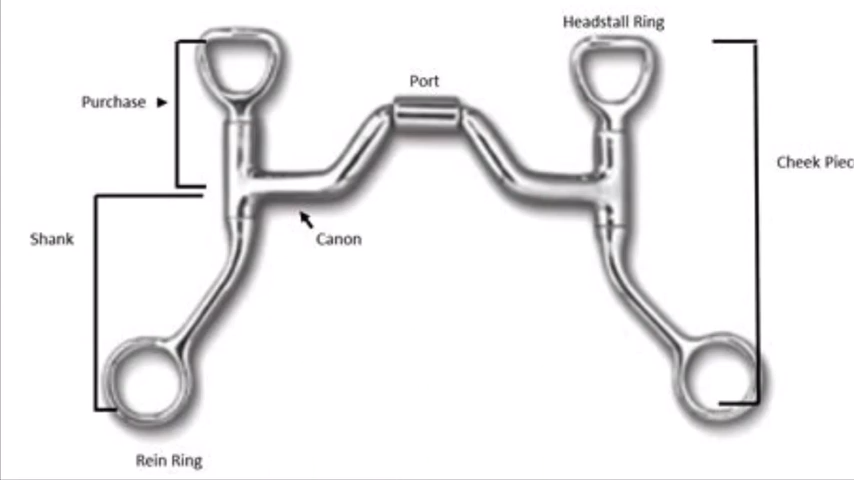 Headstall Ring
Port
Purchase
Cheek Piec
Shank
Canon
Rein Ring